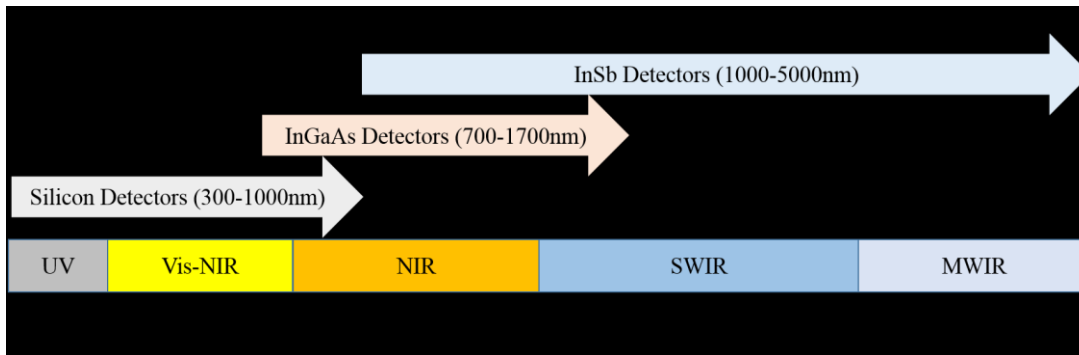 InSb Detectors (1000-5000nm)
InGaAs Detectors (700-1700nm)
Silicon Detectors (300-1000nm)
UV Vis-NIR NIR SWIR MWIR